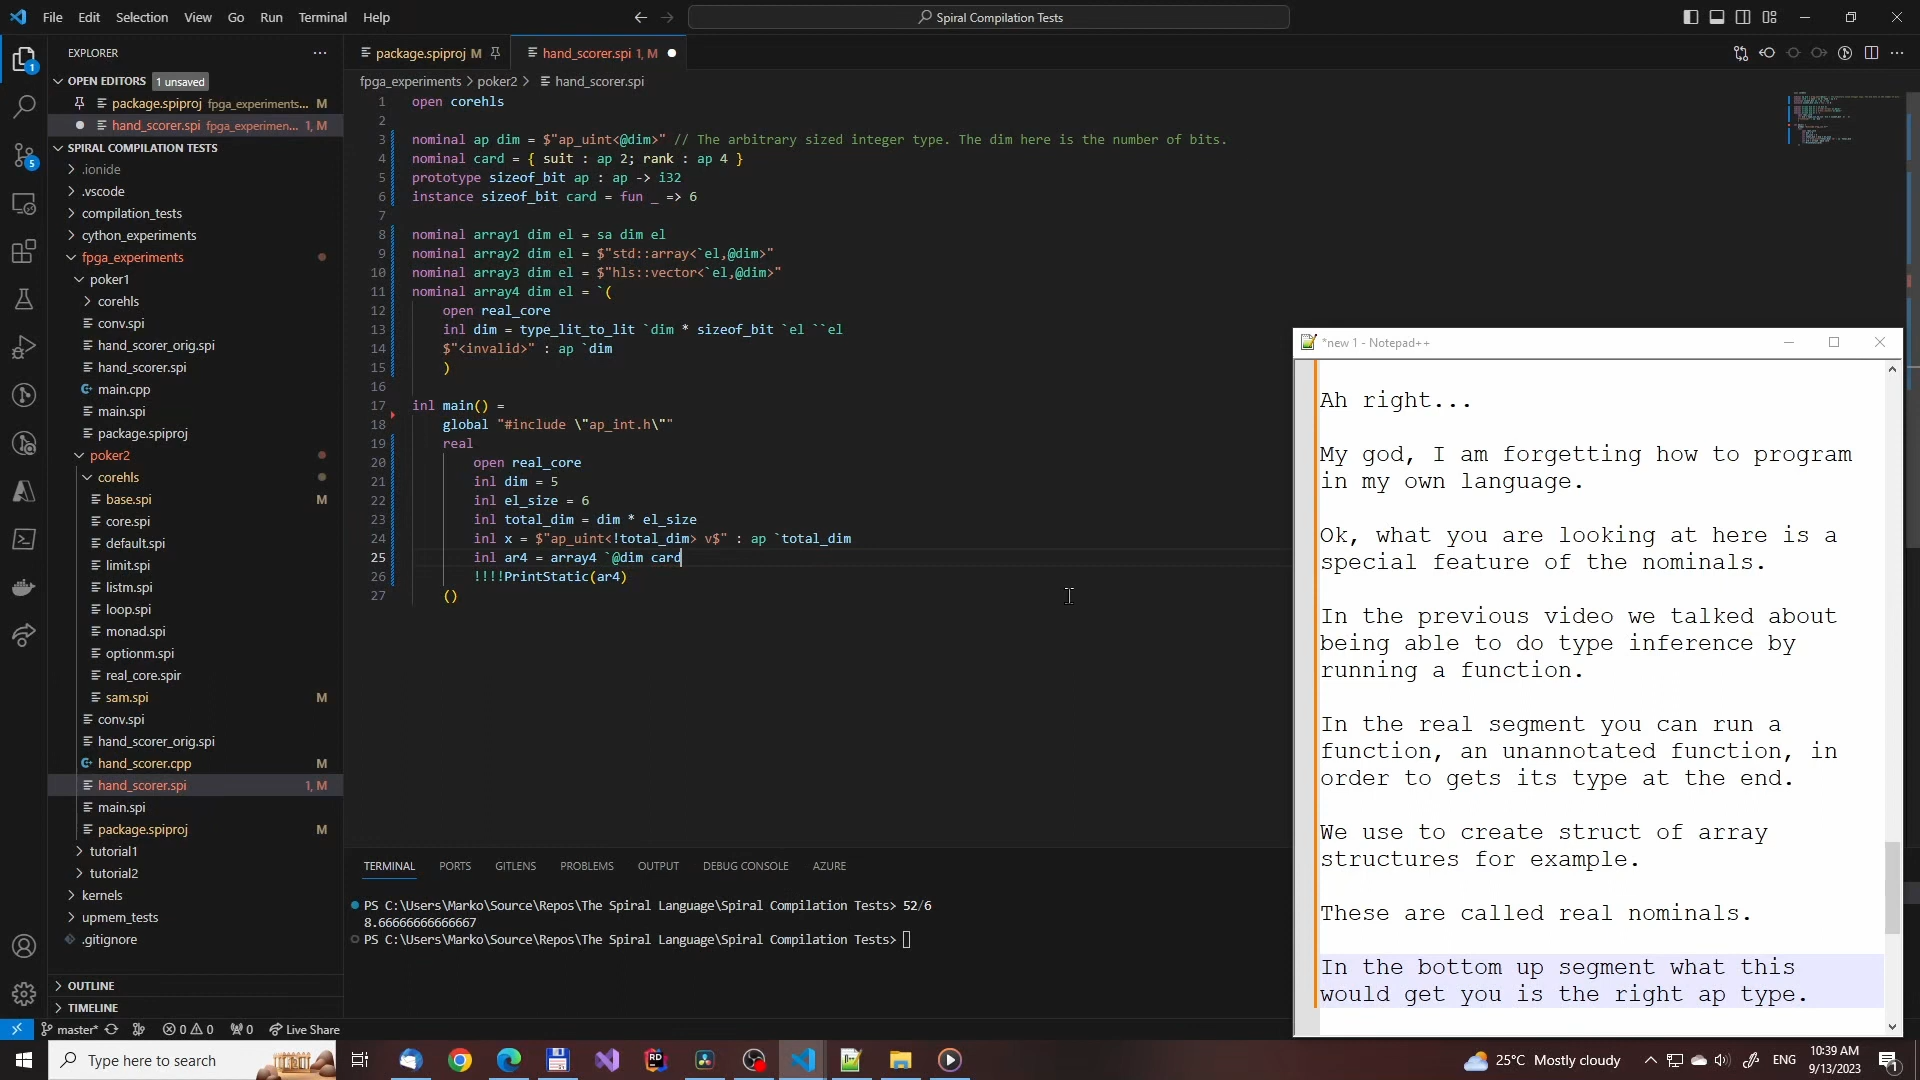 File Edit Selection View Go Run Terminal Help
Spiral Compilation Tests
EXPLORER
OPEN EDITORS 1 unsaved
package.spiproj fpga_experiments... M
hand_scorer.spi fpga_experimen... 1, M
SPIRAL COMPILATION TESTS
.ionide
.vscode
compilation_tests
cython_experiments
fpga_experiments
poker1
corehls
conv.spi
hand_scorer_orig.spi
hand_scorer.spi
main.cpp
main.spi
package.spiproj
poker2
corehls
base.spi M
core.spi
default.spi
limit.spi
listm.spi
loop.spi
monad.spi
optionm.spi
real_core.spir
sam.spi M
conv.spi
hand_scorer_orig.spi
hand_scorer.cpp M
hand_scorer.spi 1, M
main.spi
package.spiproj M
tutorial1
tutorial2
kernels
upmem_tests
.gitignore
OUTLINE
TIMELINE
package.spiproj M
hand_scorer.spi 1, M
fpga_experiments > poker2 > hand_scorer.spi
1 open corehls
2
3 nominal ap dim = $"ap_uint<@dim>" // The arbitrary sized integer type. The dim here is the number of bits.
4 nominal card = { suit : ap 2; rank : ap 4 }
5 prototype sizeof_bit ap : ap -> i32
6 instance sizeof_bit card = fun _ => 6
7
8 nominal array1 dim el = sa dim el
9 nominal array2 dim el = $"std::array<`el,@dim>"
10 nominal array3 dim el = $"hls::vector<`el,@dim>"
11 nominal array4 dim el = `(
12 open real_core
13 inl dim = type_lit_to_lit `dim * sizeof_bit `el ``el
14 $"<invalid>" : ap `dim
15 )
16
17 inl main() =
18 global "#include \"ap_int.h\""
19 real
20 open real_core
21 inl dim = 5
22 inl el_size = 6
23 inl total_dim = dim * el_size
24 inl x = $"ap_uint<!total_dim> v$" : ap `total_dim
25 inl ar4 = array4 `@dim card
26 !!!!PrintStatic(ar4)
27 ()
TERMINAL PORTS GITLENS PROBLEMS OUTPUT DEBUG CONSOLE AZURE
PS C:\Users\Marko\Source\Repos\The Spiral Language\Spiral Compilation Tests> 52/6
8.66666666666667
PS C:\Users\Marko\Source\Repos\The Spiral Language\Spiral Compilation Tests>
*new 1 - Notepad++
Ah right...
My god, I am forgetting how to program
in my own language.
Ok, what you are looking at here is a
special feature of the nominals.
In the previous video we talked about
being able to do type inference by
running a function.
In the real segment you can run a
function, an unannotated function, in
order to gets its type at the end.
We use to create struct of array
structures for example.
These are called real nominals.
In the bottom up segment what this
would get you is the right ap type.
master* 0 0 0 Live Share
Type here to search
25°C Mostly cloudy ENG 10:39 AM
9/13/2023